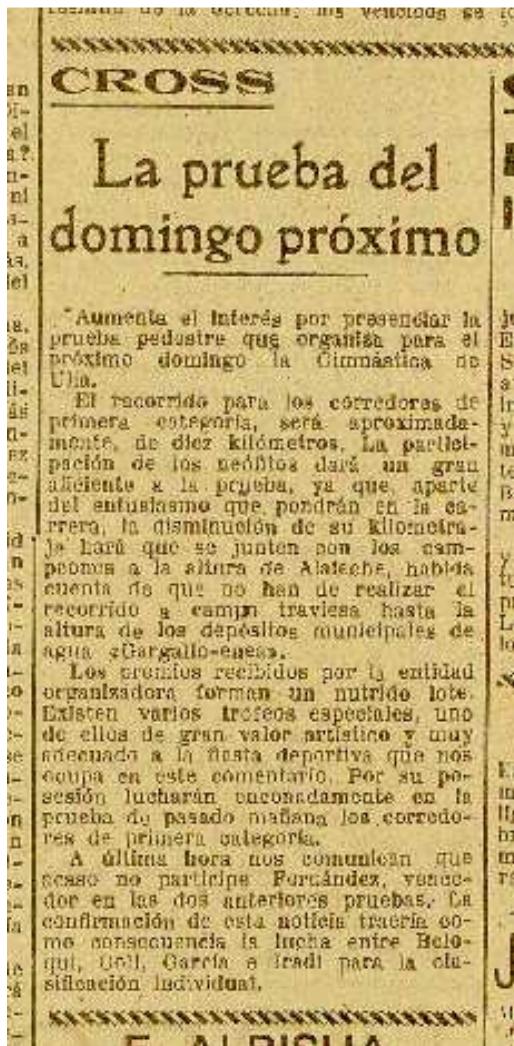 CROSS
La prueba del
domingo próximo
Aumenta el interés por presenciar la
prueba pedestre que organiza para el
próximo domingo la Gimnástica de
Ulía.
El recorrido para los corredores de
primera categoría, será aproximada-
mente, de diez kilómetros. La partici-
pación de los neófitos dará un gran
aliciente a la prueba, ya que, aparte
del entusiasmo que pondrán en la ca-
rrera, la disminución de su kilometra-
je hará que se junten con los cam-
peones a la altura de Alaleche, habida
cuenta de que no han de realizar el
recorrido a campo traviesa hasta la
altura de los depósitos municipales de
agua «Gargallo-enea».
Los premios recibidos por la entidad
organizadora forman un nutrido lote.
Existen varios trofeos especiales, uno
de ellos de gran valor artístico y muy
adecuado a la fiesta deportiva que nos
ocupa en este comentario. Por su po-
sesión lucharán enconadamente en la
prueba de pasado mañana los corredo-
res de primera categoría.
A última hora nos comunican que
acaso no participe Fernández, vence-
dor en las dos anteriores pruebas. La
confirmación de esta noticia traería co-
mo consecuencia la lucha entre Belo-
qui, Coll, García e Iradi para la cla-
sificación individual.